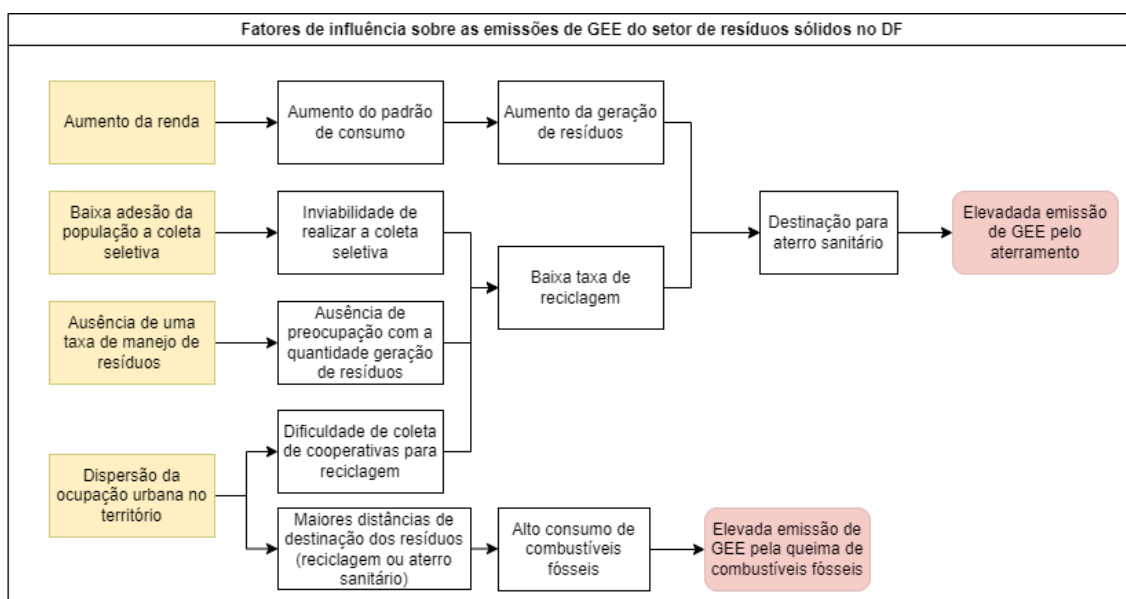 Fatores de influência sobre as emissões de GEE do setor de resíduos sólidos no DF
Aumento da renda
Aumento do padrão
de consumo
Aumento da geração
de resíduos
Baixa adesão da
população a coleta
seletiva
Inviabilidade de
realizar a coleta
seletiva
Destinação para
aterro sanitário
Elevadada emissão
de GEE pelo
aterramento
Baixa taxa de
reciclagem
Ausência de uma
taxa de manejo de
resíduos
Ausência de
preocupação com a
quantidade geração
de resíduos
Dispersão da
ocupação urbana no
território
Dificuldade de coleta
de cooperativas para
reciclagem
Maiores distâncias de
destinação dos resíduos
(reciclagem ou aterro
sanitário)
Alto consumo de
combustíveis
fósseis
Elevada emissão de
GEE pela queima de
combustíveis fósseis